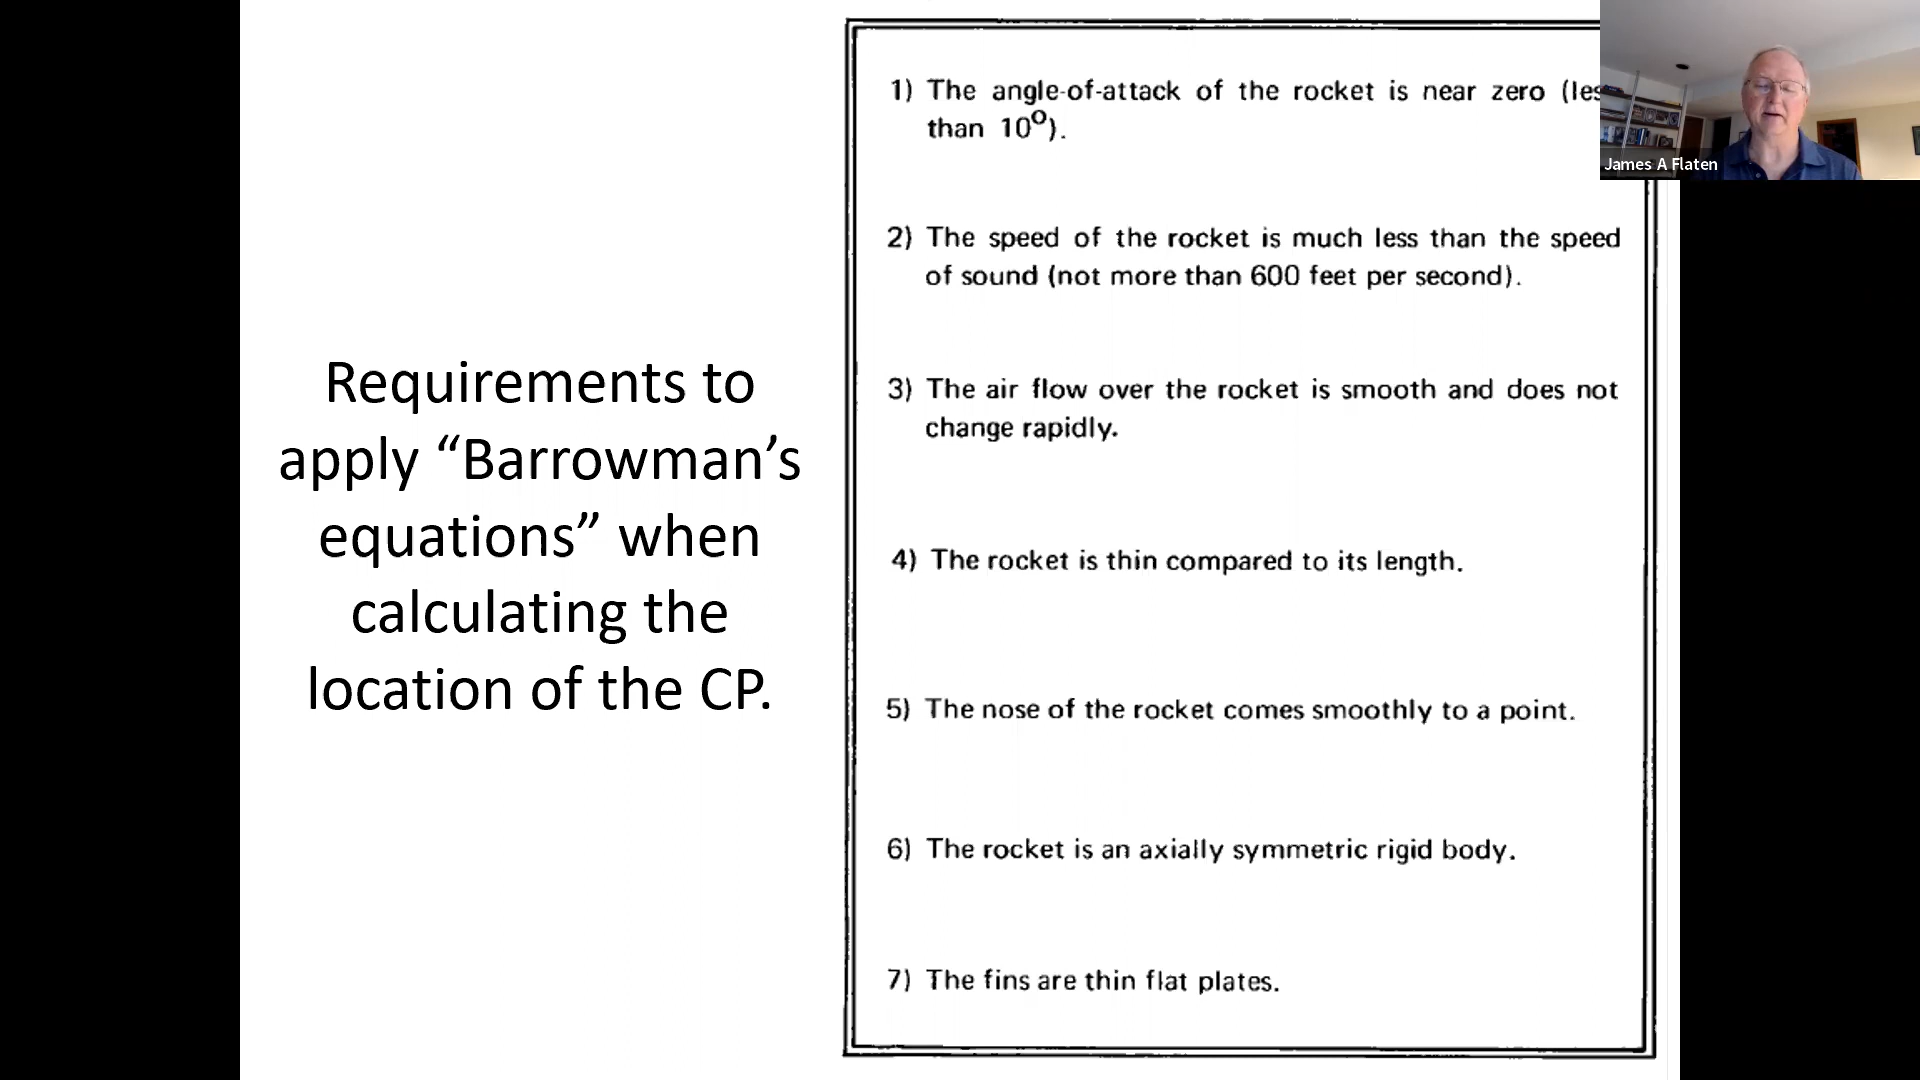 Requirements to
apply “Barrowman’s
equations” when
calculating the
location of the CP.
1) The angle-of-attack of the rocket is near zero
than 10⁰).
2) The speed of the rocket is much less than the speed
of sound (not more than 600 feet per second).
3) The air flow over the rocket is smooth and does not
change rapidly.
4) The rocket is thin compared to its length.
5) The nose of the rocket comes smoothly to a point.
6) The rocket is an axially symmetric rigid body.
7) The fins are thin flat plates.
James A Flaten